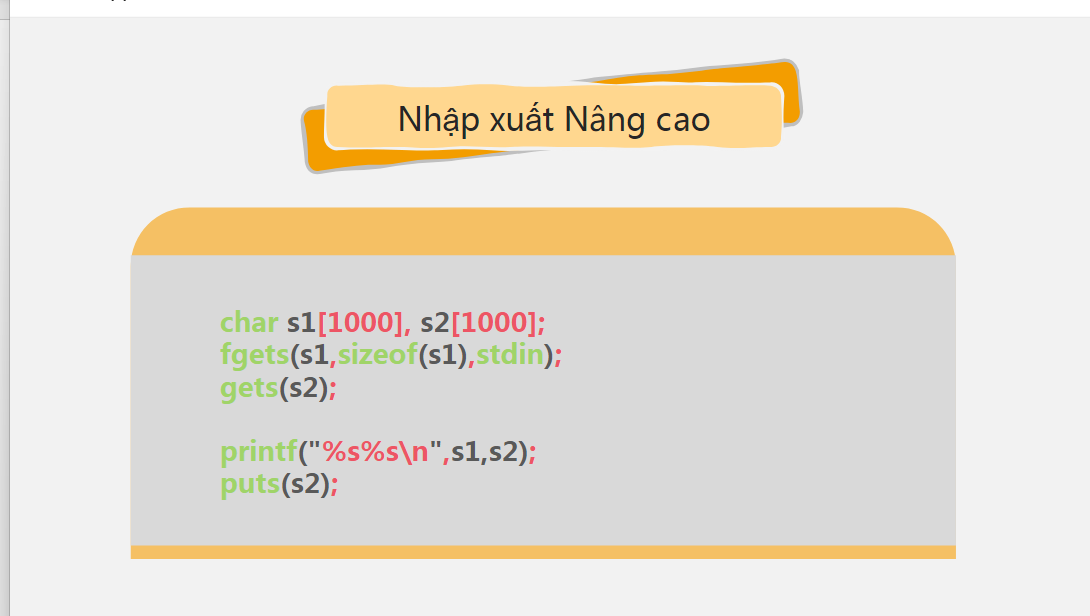 Nhập xuất Nâng cao
char s1[1000], s2[1000];
fgets(s1,sizeof(s1),stdin);
gets(s2);
printf("%s%s\n",s1,s2);
puts(s2);